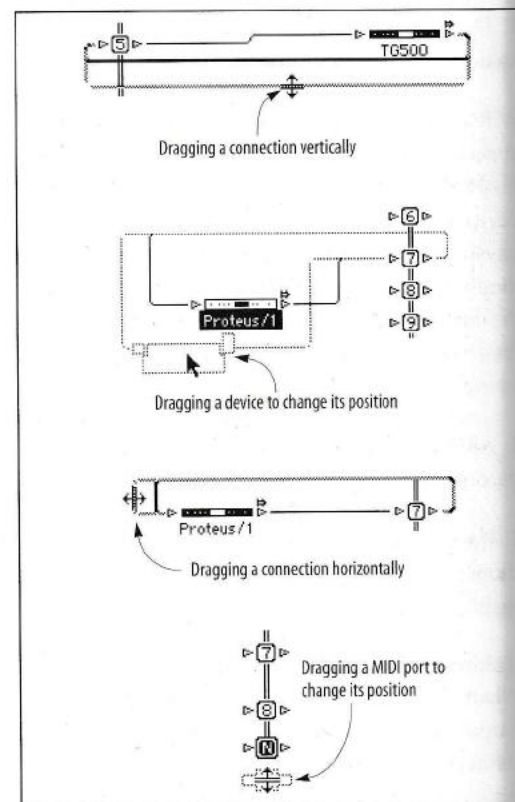 5
TG500
Dragging a connection vertically
6
7
8
9
Proteus/1
Dragging a device to change its position
7
Proteus/1
Dragging a connection horizontally
7
Dragging a MIDI port to
change its position
8
N